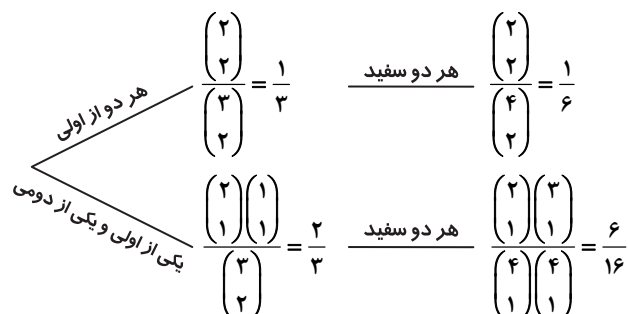 هر دو از اولی (۲ ۲) / (۳ ۲) = ۱/۳ هر دو سفید (۲ ۲) / (۴ ۲) = ۱/۶
یکی از اولی و یکی از دومی (۲ ۱)(۱ ۱) / (۳ ۲) = ۲/۳ هر دو سفید (۲ ۱)(۳ ۱) / (۴ ۱)(۴ ۱) = ۶/۱۶